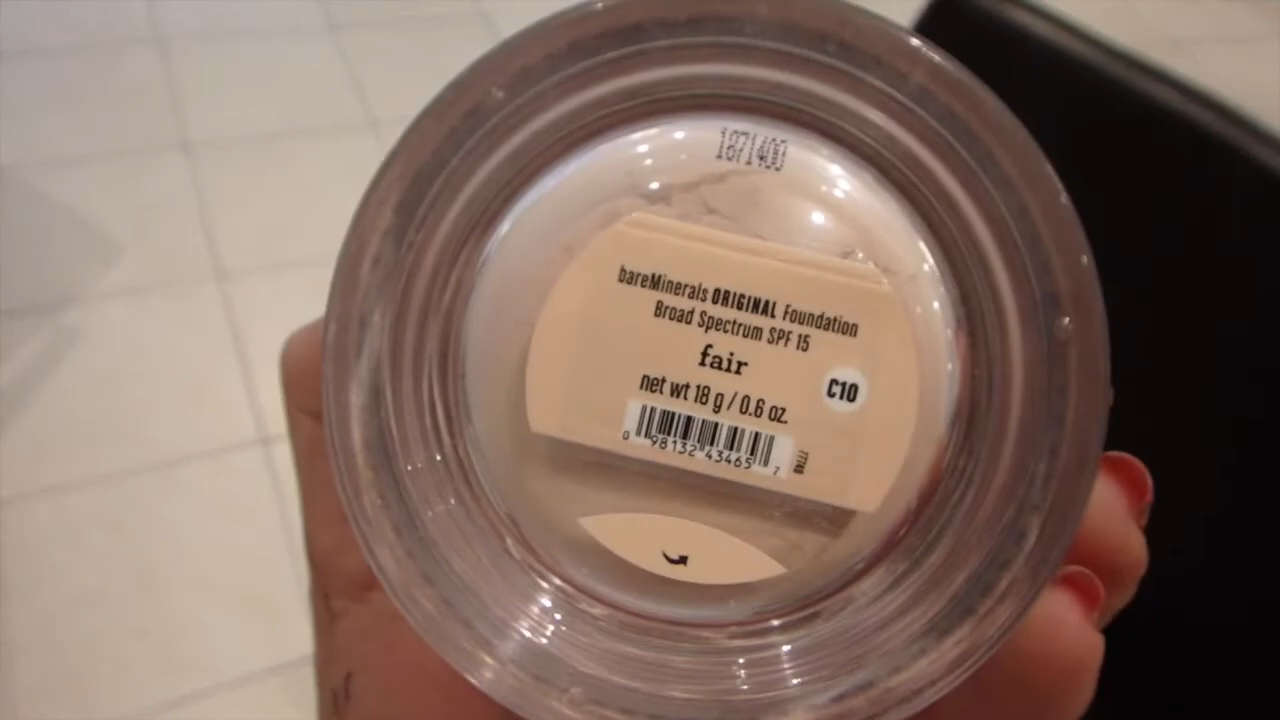 1871400
bareMinerals ORIGINAL Foundation
Broad Spectrum SPF 15
fair
C10
net wt 18 g / 0.6 oz.
0 98132 43465 7